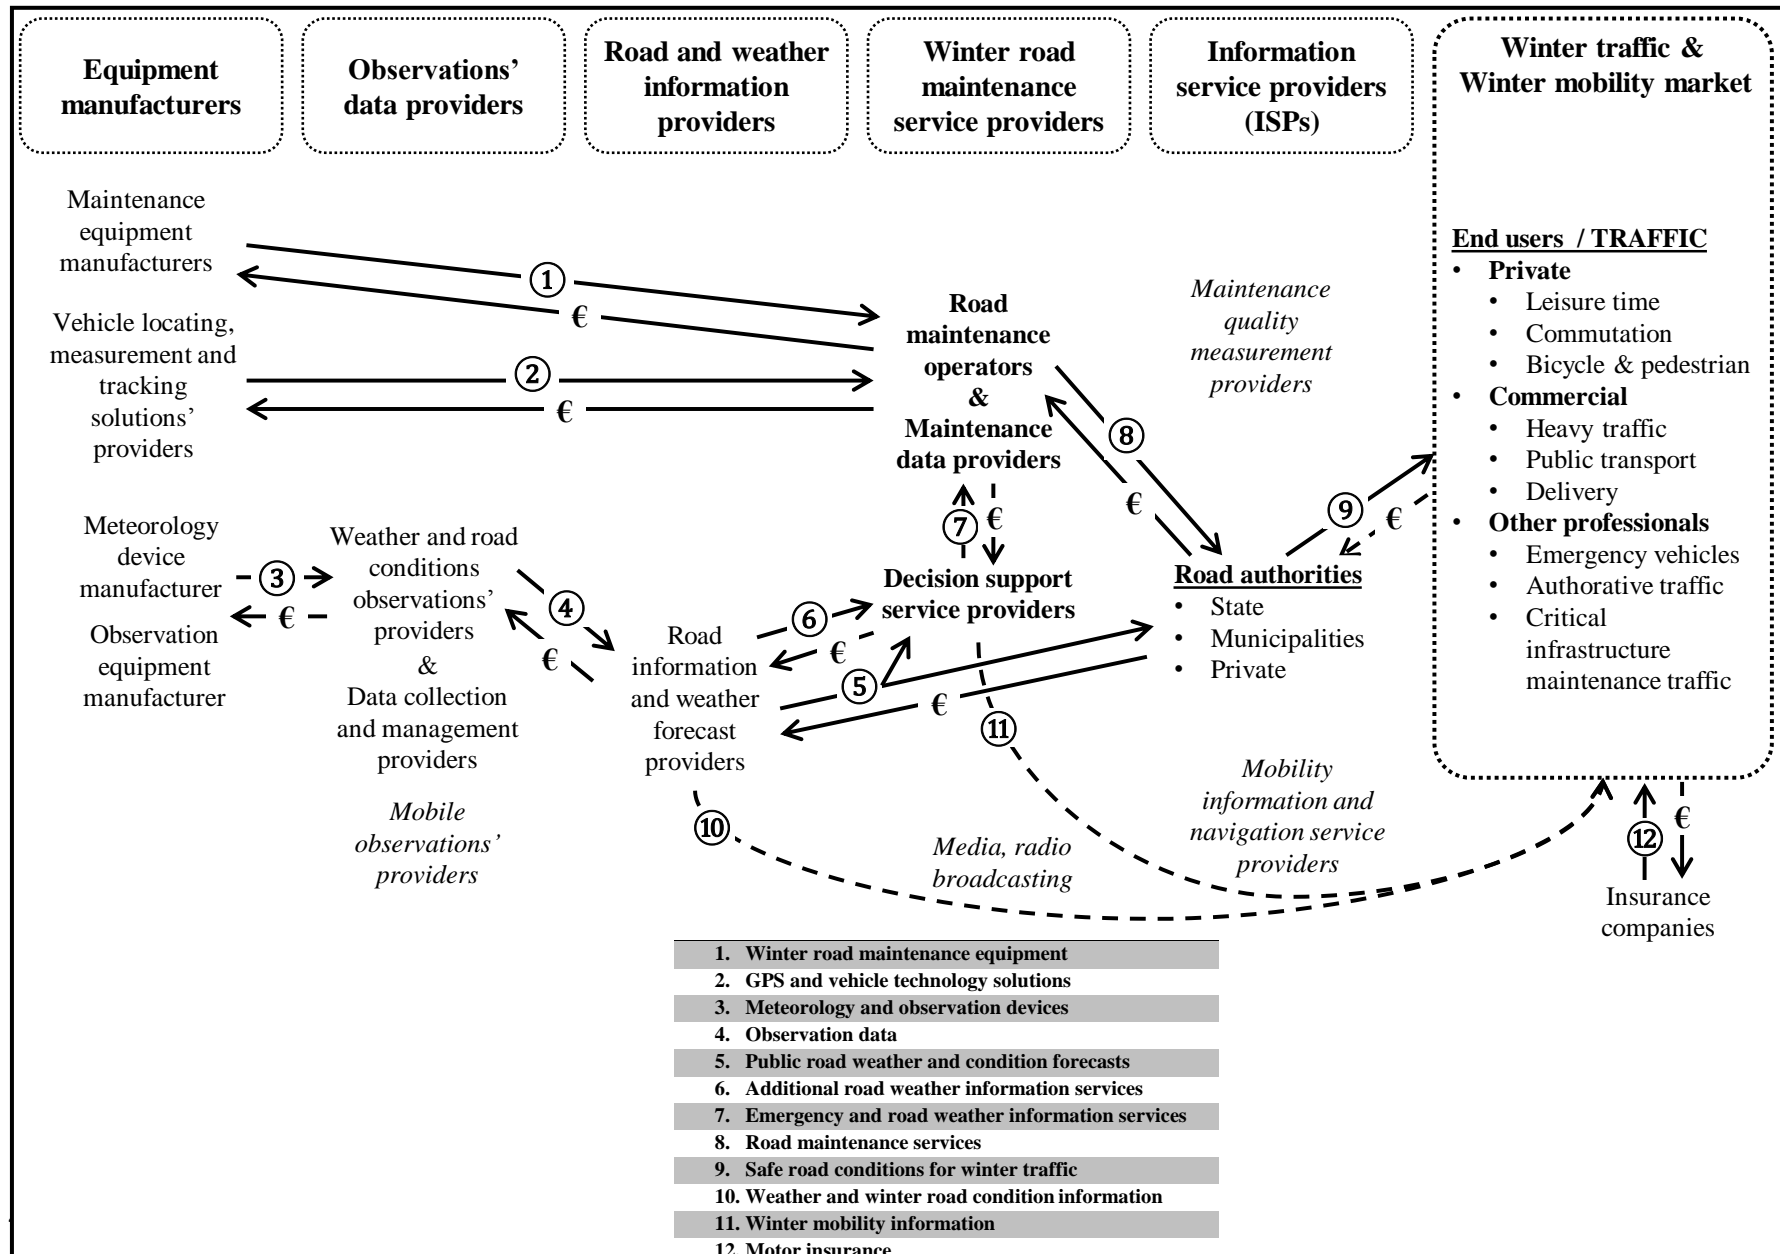 Equipment
manufacturers
Observations’
data providers
Road and weather
information
providers
Winter road
maintenance
service providers
Information
service providers
(ISPs)
Winter traffic &
Winter mobility market
Maintenance
equipment
manufacturers
Vehicle locating,
measurement and
tracking
solutions’
providers
Meteorology
device
manufacturer
Observation
equipment
manufacturer
1
€
2
€
3
€
Weather and road
conditions
observations’
providers
&
Data collection
and management
providers
Mobile
observations’
providers
4
€
Road
information
and weather
forecast
providers
Road
maintenance
operators
&
Maintenance
data providers
7
€
Decision support
service providers
6
€
5
€
8
€
Maintenance
quality
measurement
providers
Road authorities
• State
• Municipalities
• Private
9
€
End users / TRAFFIC
• Private
• Leisure time
• Commutation
• Bicycle & pedestrian
• Commercial
• Heavy traffic
• Public transport
• Delivery
• Other professionals
• Emergency vehicles
• Authorative traffic
• Critical
infrastructure
maintenance traffic
10
11
Media, radio
broadcasting
Mobility
information and
navigation service
providers
12
€
Insurance
companies
1. Winter road maintenance equipment
2. GPS and vehicle technology solutions
3. Meteorology and observation devices
4. Observation data
5. Public road weather and condition forecasts
6. Additional road weather information services
7. Emergency and road weather information services
8. Road maintenance services
9. Safe road conditions for winter traffic
10. Weather and winter road condition information
11. Winter mobility information
12. Motor insurance